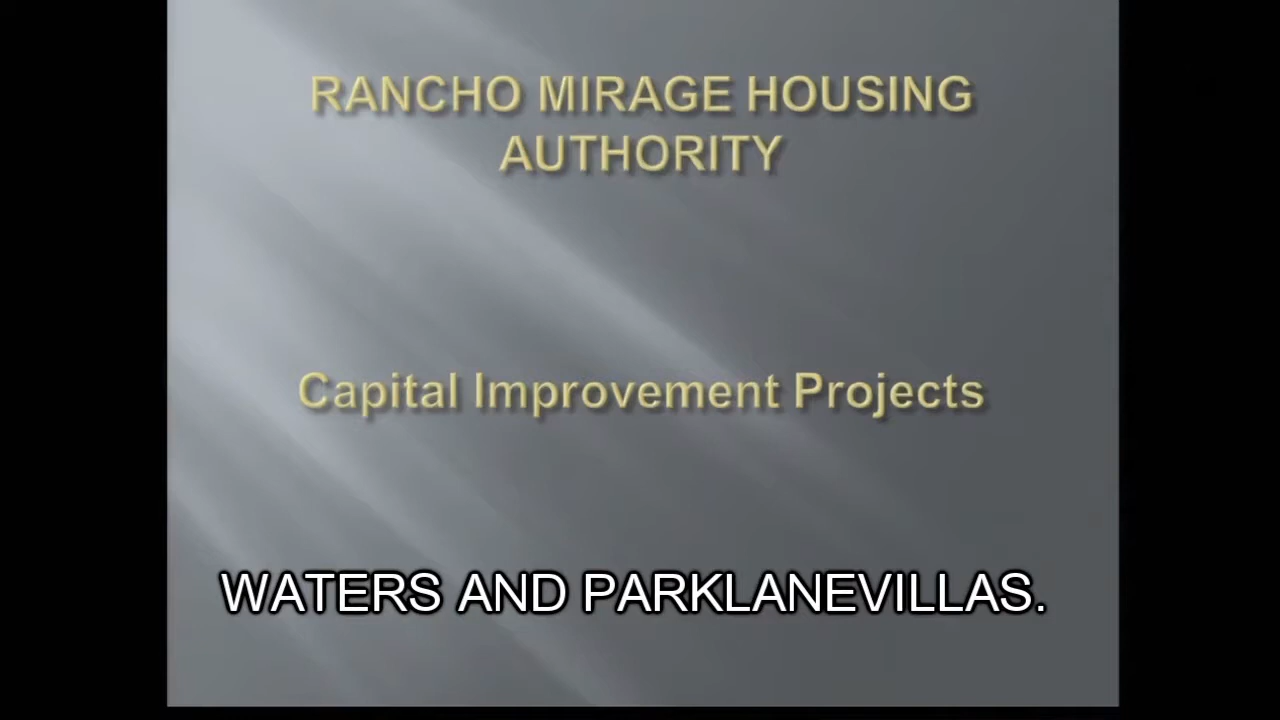 RANCHO MIRAGE HOUSING
AUTHORITY
Capital Improvement Projects
WATERS AND PARKLANEVILLAS.